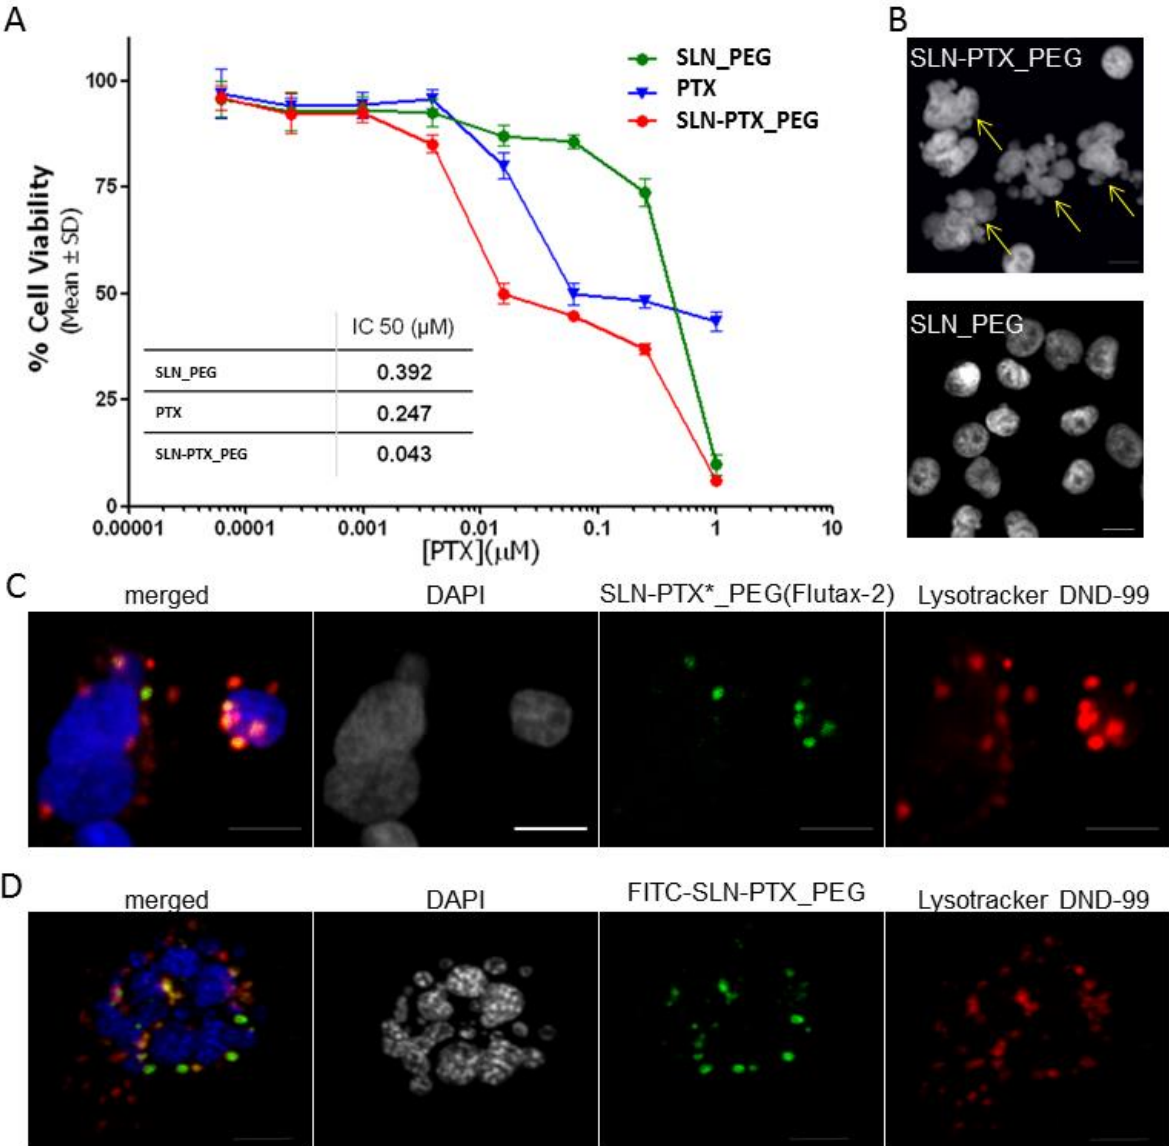 A
B
SLN_PEG
PTX
SLN-PTX_PEG
100
75
50
25
0
% Cell Viability
(Mean ± SD)
IC 50 (µM)
SLN_PEG 0.392
PTX 0.247
SLN-PTX_PEG 0.043
0.00001 0.0001 0.001 0.01 0.1 1 10
[PTX](µM)
SLN-PTX_PEG
SLN_PEG
C
merged DAPI SLN-PTX*_PEG(Flutax-2) Lysotracker DND-99
D
merged DAPI FITC-SLN-PTX_PEG Lysotracker DND-99